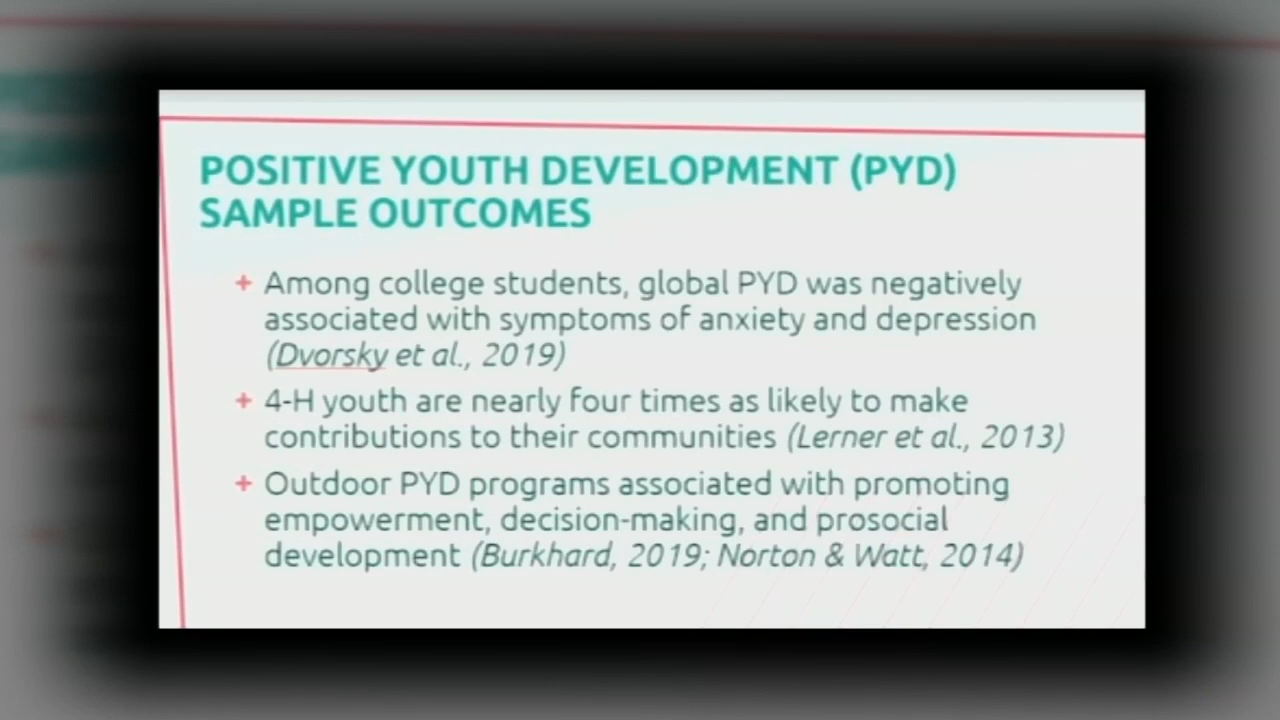 POSITIVE YOUTH DEVELOPMENT (PYD)
SAMPLE OUTCOMES
+ Among college students, global PYD was negatively
associated with symptoms of anxiety and depression
(Dvorsky et al., 2019)
+ 4-H youth are nearly four times as likely to make
contributions to their communities (Lerner et al., 2013)
+ Outdoor PYD programs associated with promoting
empowerment, decision-making, and prosocial
development (Burkhard, 2019; Norton & Watt, 2014)